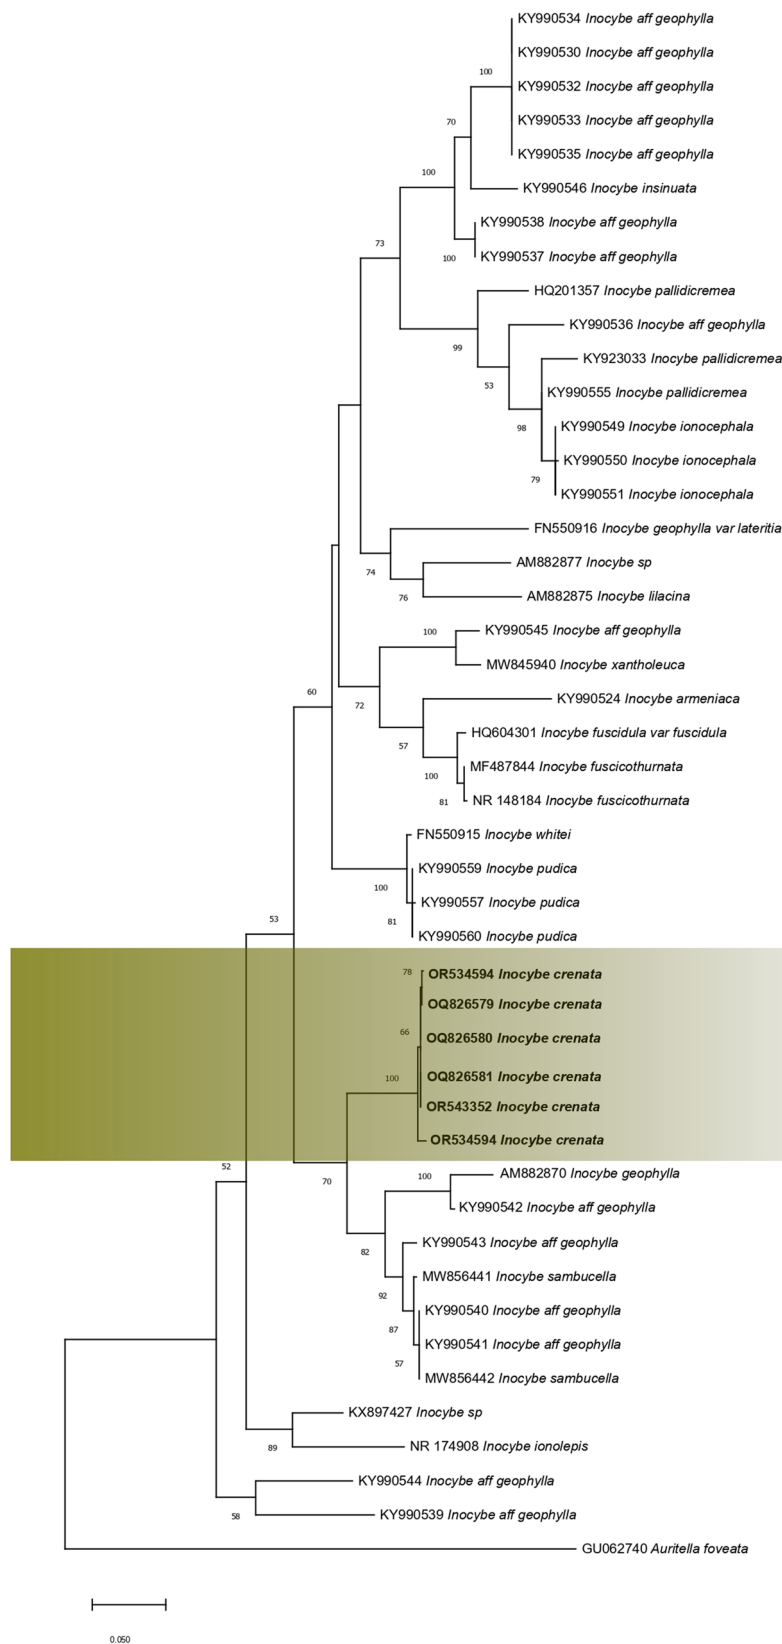 KY990534 Inocybe aff geophylla
KY990530 Inocybe aff geophylla
100
KY990532 Inocybe aff geophylla
70
KY990533 Inocybe aff geophylla
KY990535 Inocybe aff geophylla
100
KY990546 Inocybe insinuata
KY990538 Inocybe aff geophylla
73
100
KY990537 Inocybe aff geophylla
HQ201357 Inocybe pallidicremea
KY990536 Inocybe aff geophylla
99
KY923033 Inocybe pallidicremea
53
KY990555 Inocybe pallidicremea
98
KY990549 Inocybe ionocephala
KY990550 Inocybe ionocephala
79
KY990551 Inocybe ionocephala
FN550916 Inocybe geophylla var lateritia
74
AM882877 Inocybe sp
76
AM882875 Inocybe lilacina
100
KY990545 Inocybe aff geophylla
MW845940 Inocybe xantholeuca
60
72
KY990524 Inocybe armeniaca
HQ604301 Inocybe fuscidula var fuscidula
57
MF487844 Inocybe fuscicothurnata
100
81
NR 148184 Inocybe fuscicothurnata
FN550915 Inocybe whitei
KY990559 Inocybe pudica
100
KY990557 Inocybe pudica
81
53
KY990560 Inocybe pudica
78
OR534594 Inocybe crenata
OQ826579 Inocybe crenata
66
OQ826580 Inocybe crenata
100
OQ826581 Inocybe crenata
OR543352 Inocybe crenata
OR534594 Inocybe crenata
52
70
100
AM882870 Inocybe geophylla
KY990542 Inocybe aff geophylla
82
KY990543 Inocybe aff geophylla
MW856441 Inocybe sambucella
92
KY990540 Inocybe aff geophylla
87
KY990541 Inocybe aff geophylla
57
MW856442 Inocybe sambucella
KX897427 Inocybe sp
89
NR 174908 Inocybe ionolepis
KY990544 Inocybe aff geophylla
58
KY990539 Inocybe aff geophylla
GU062740 Auritella foveata
0.050